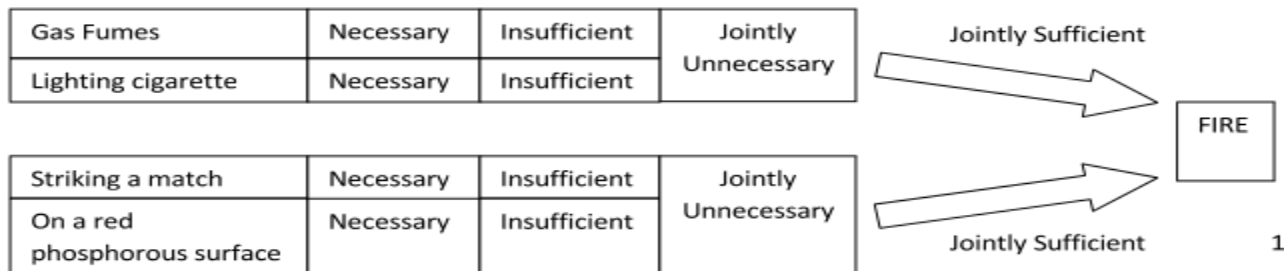 Gas Fumes Necessary Insufficient Jointly Unnecessary Jointly Sufficient
Lighting cigarette Necessary Insufficient
FIRE
Striking a match Necessary Insufficient Jointly Unnecessary
On a red
phosphorous surface Necessary Insufficient
Jointly Sufficient
1